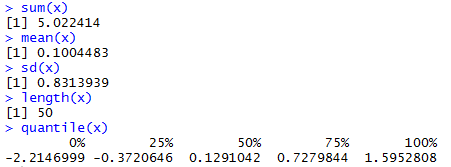 > sum(x)
[1] 5.022414
> mean(x)
[1] 0.1004483
> sd(x)
[1] 0.8313939
> length(x)
[1] 50
> quantile(x)
0% 25% 50% 75% 100%
-2.2146999 -0.3720646 0.1291042 0.7279844 1.5952808